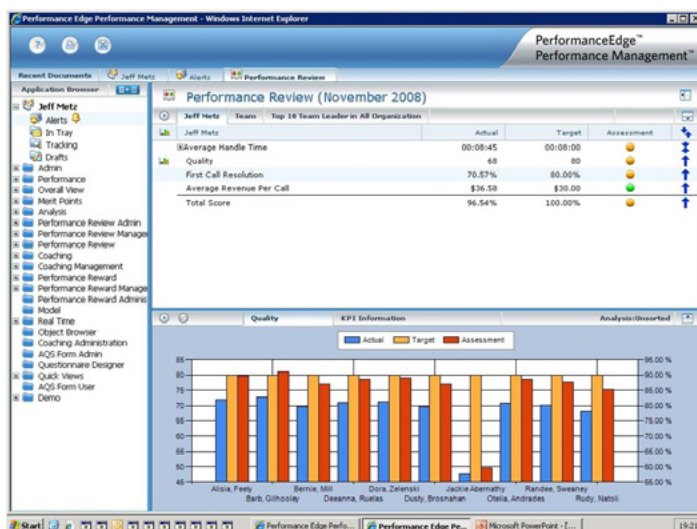 Performance Edge Performance Management - Windows Internet Explorer
PerformanceEdge™
Performance Management™
Recent Documents Jeff Metz Alerts Performance Review
Application Browser
Jeff Metz
Alerts
In Tray
Tracking
Drafts
Admin
Performance
Overall View
Merit Points
Analysis
Performance Review Admin
Performance Review Manager
Performance Review
Coaching
Coaching Management
Performance Reward
Performance Reward Manage
Performance Reward Adminis
Model
Real Time
Object Browser
Coaching Administration
AQS Form Admin
Questionnaire Designer
Quick Views
AQS Form User
Demo
Performance Review (November 2008)
Jeff Metz Team Top 10 Team Leader in All Organization
Jeff Metz Actual Target Assessment
Average Handle Time 00:08:45 00:08:00
Quality 68 80
First Call Resolution 70.57% 80.00%
Average Revenue Per Call $36.58 $30.00
Total Score 96.54% 100.00%
Quality KPI Information Analysis:Unsorted
Actual Target Assessment
85 95.00 %
80 90.00 %
75 85.00 %
70 80.00 %
65 75.00 %
60 70.00 %
55 65.00 %
50 60.00 %
45 55.00 %
Alisia, Feely Bernie, Mill Dora, Zelenski Jackie Abernathy Randee, Sweaney
Barb, Gilhooley Deeanna, Ruelas Dusty, Brosnahan Otelia, Andrades Rudy, Natoli
Start Performance Edge Perfo... Performance Edge Pe... Microsoft PowerPoint - [...